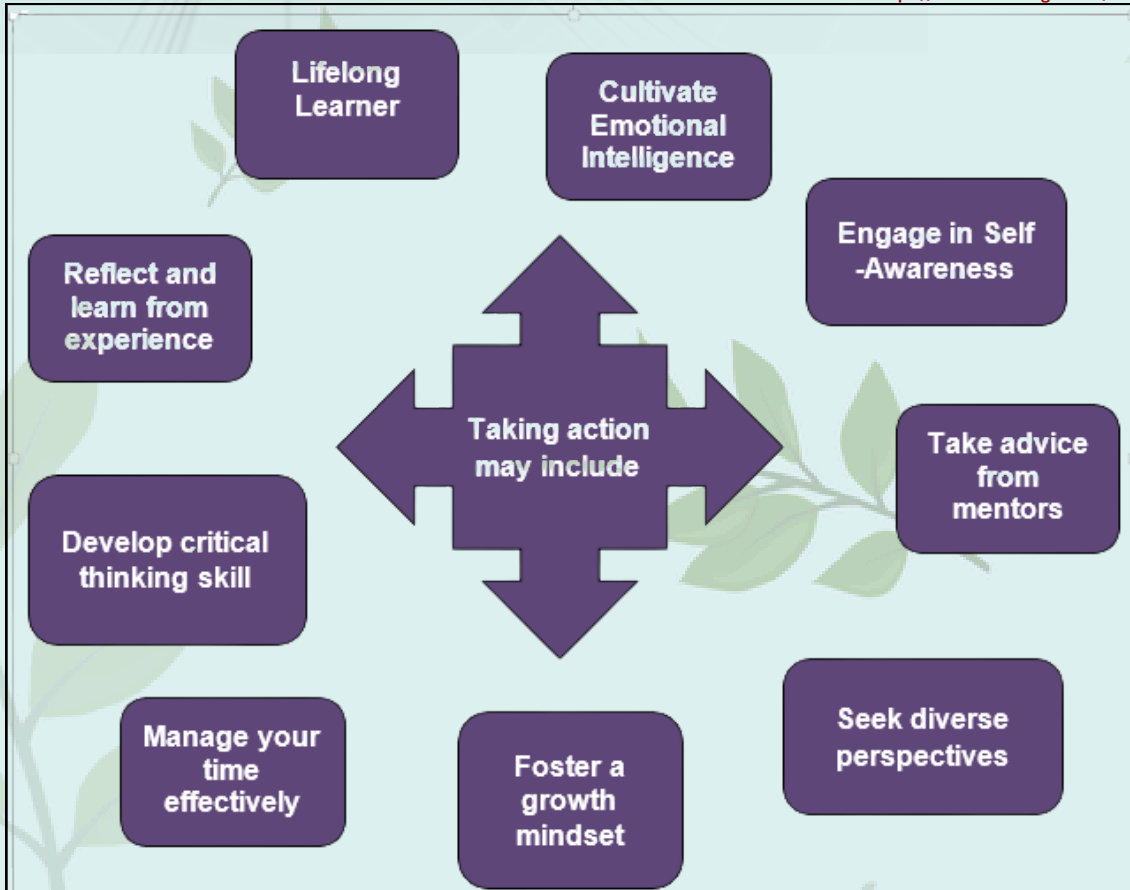 Lifelong
Learner
Cultivate
Emotional
Intelligence
Engage in Self
-Awareness
Reflect and
learn from
experience
Taking action
may include
Take advice
from
mentors
Develop critical
thinking skill
Seek diverse
perspectives
Manage your
time
effectively
Foster a
growth
mindset